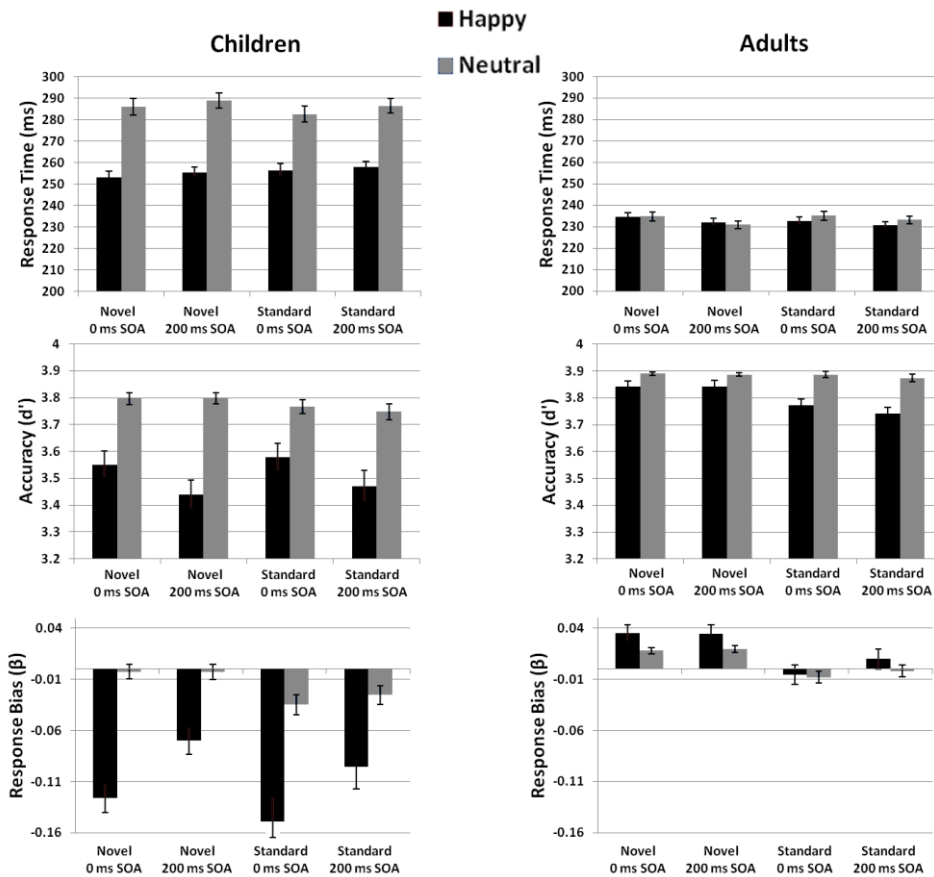 Happy
Neutral
Children
Adults
Response Time (ms)
300
290
280
270
260
250
240
230
220
210
200
Novel
0 ms SOA
Novel
200 ms SOA
Standard
0 ms SOA
Standard
200 ms SOA
Response Time (ms)
300
290
280
270
260
250
240
230
220
210
200
Novel
0 ms SOA
Novel
200 ms SOA
Standard
0 ms SOA
Standard
200 ms SOA
Accuracy (d')
4
3.9
3.8
3.7
3.6
3.5
3.4
3.3
3.2
Novel
0 ms SOA
Novel
200 ms SOA
Standard
0 ms SOA
Standard
200 ms SOA
Accuracy (d')
4
3.9
3.8
3.7
3.6
3.5
3.4
3.3
3.2
Novel
0 ms SOA
Novel
200 ms SOA
Standard
0 ms SOA
Standard
200 ms SOA
Response Bias (β)
0.04
-0.01
-0.06
-0.11
-0.16
Novel
0 ms SOA
Novel
200 ms SOA
Standard
0 ms SOA
Standard
200 ms SOA
Response Bias (β)
0.04
-0.01
-0.06
-0.11
-0.16
Novel
0 ms SOA
Novel
200 ms SOA
Standard
0 ms SOA
Standard
200 ms SOA